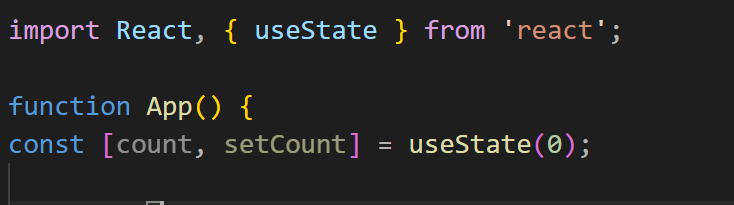 import React, { useState } from 'react';
function App() {
const [count, setCount] = useState(0);